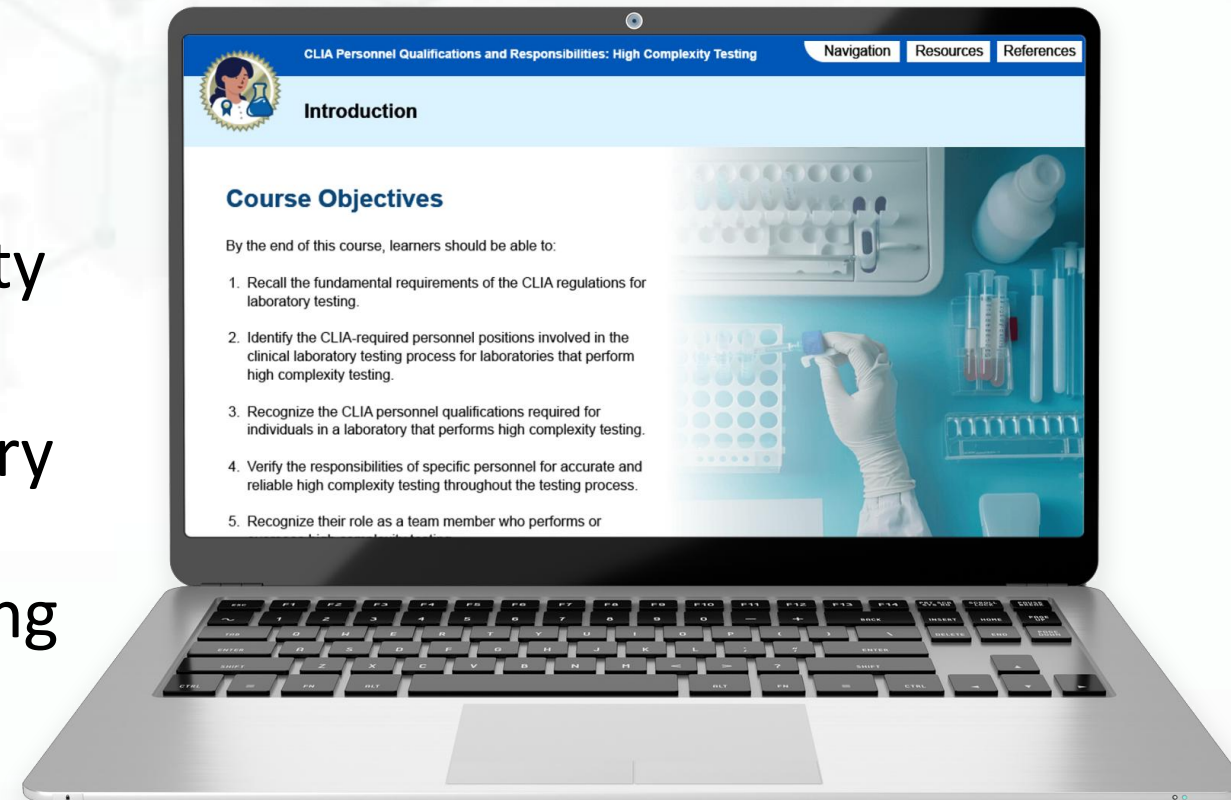 ty
ry
ng
CLIA Personnel Qualifications and Responsibilities: High Complexity Testing
Navigation
Resources
References
Introduction
Course Objectives
By the end of this course, learners should be able to:
1. Recall the fundamental requirements of the CLIA regulations for
laboratory testing.
2. Identify the CLIA-required personnel positions involved in the
clinical laboratory testing process for laboratories that perform
high complexity testing.
3. Recognize the CLIA personnel qualifications required for
individuals in a laboratory that performs high complexity testing.
4. Verify the responsibilities of specific personnel for accurate and
reliable high complexity testing throughout the testing process.
5. Recognize their role as a team member who performs or